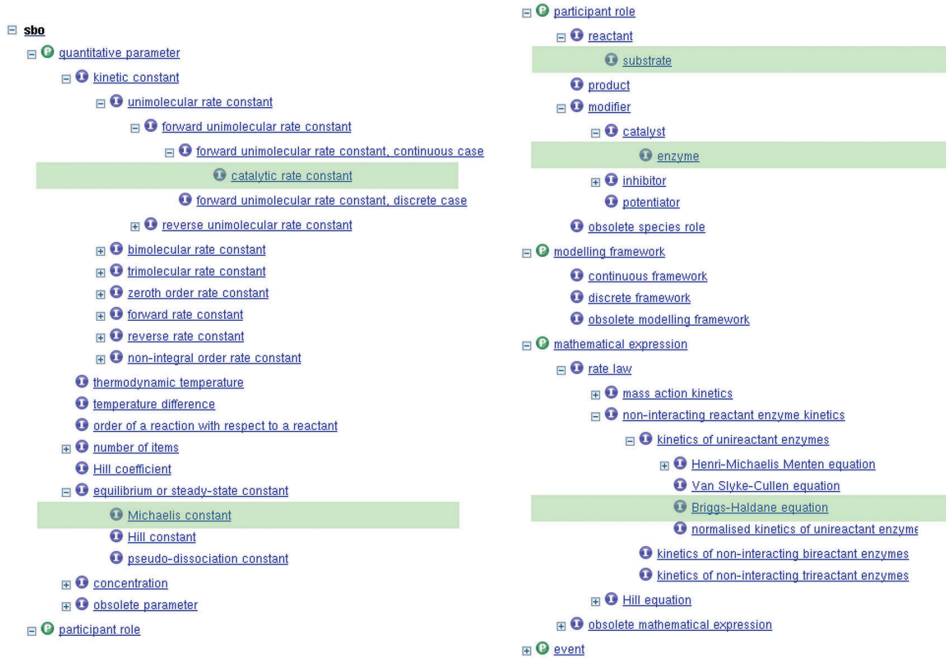 sbo
quantitative parameter
kinetic constant
unimolecular rate constant
forward unimolecular rate constant
forward unimolecular rate constant, continuous case
catalytic rate constant
forward unimolecular rate constant, discrete case
reverse unimolecular rate constant
bimolecular rate constant
trimolecular rate constant
zeroth order rate constant
forward rate constant
reverse rate constant
non-integral order rate constant
thermodynamic temperature
temperature difference
order of a reaction with respect to a reactant
number of items
Hill coefficient
equilibrium or steady-state constant
Michaelis constant
Hill constant
pseudo-dissociation constant
concentration
obsolete parameter
participant role
participant role
reactant
substrate
product
modifier
catalyst
enzyme
inhibitor
potentiator
obsolete species role
modelling framework
continuous framework
discrete framework
obsolete modelling framework
mathematical expression
rate law
mass action kinetics
non-interacting reactant enzyme kinetics
kinetics of unireactant enzymes
Henri-Michaelis Menten equation
Van Slyke-Cullen equation
Briggs-Haldane equation
normalised kinetics of unireactant enzyme
kinetics of non-interacting bireactant enzymes
kinetics of non-interacting trireactant enzymes
Hill equation
obsolete mathematical expression
event